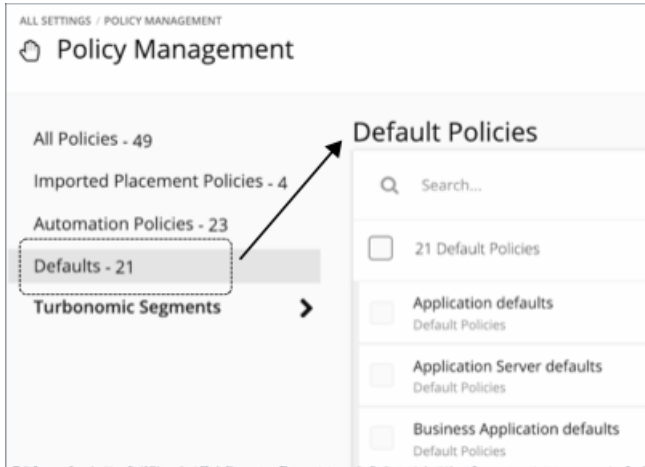 ALL SETTINGS / POLICY MANAGEMENT
Policy Management
All Policies - 49
Imported Placement Policies - 4
Automation Policies - 23
Defaults - 21
Turbonomic Segments
Default Policies
Search...
21 Default Policies
Application defaults
Default Policies
Application Server defaults
Default Policies
Business Application defaults
Default Policies